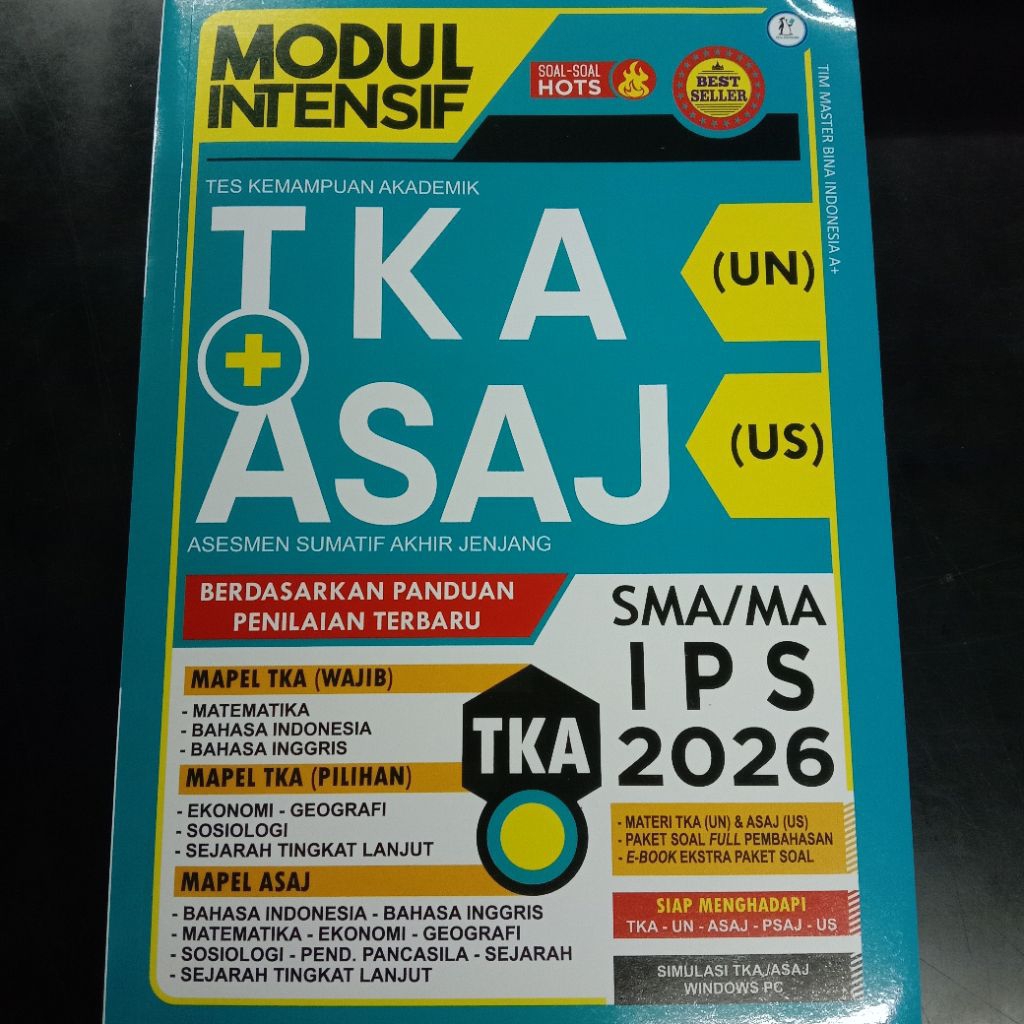 MODUL
INTENSIF
SOAL-SOAL
HOTS
BEST
SELLER
TIM MASTER BINA INDONESIA A+
TES KEMAMPUAN AKADEMIK
TKA
(UN)
+
ASAJ
(US)
ASESMEN SUMATIF AKHIR JENJANG
BERDASARKAN PANDUAN
PENILAIAN TERBARU
SMA/MA
IPS
2026
MAPEL TKA (WAJIB)
- MATEMATIKA
- BAHASA INDONESIA
- BAHASA INGGRIS
MAPEL TKA (PILIHAN)
- EKONOMI - GEOGRAFI
- SOSIOLOGI
- SEJARAH TINGKAT LANJUT
MAPEL ASAJ
- BAHASA INDONESIA - BAHASA INGGRIS
- MATEMATIKA - EKONOMI - GEOGRAFI
- SOSIOLOGI - PEND. PANCASILA - SEJARAH
- SEJARAH TINGKAT LANJUT
TKA
- MATERI TKA (UN) & ASAJ (US)
- PAKET SOAL FULL PEMBAHASAN
- E-BOOK EKSTRA PAKET SOAL
SIAP MENGHADAPI
TKA - UN - ASAJ - PSAJ - US
SIMULASI TKA/ASAJ
WINDOWS PC